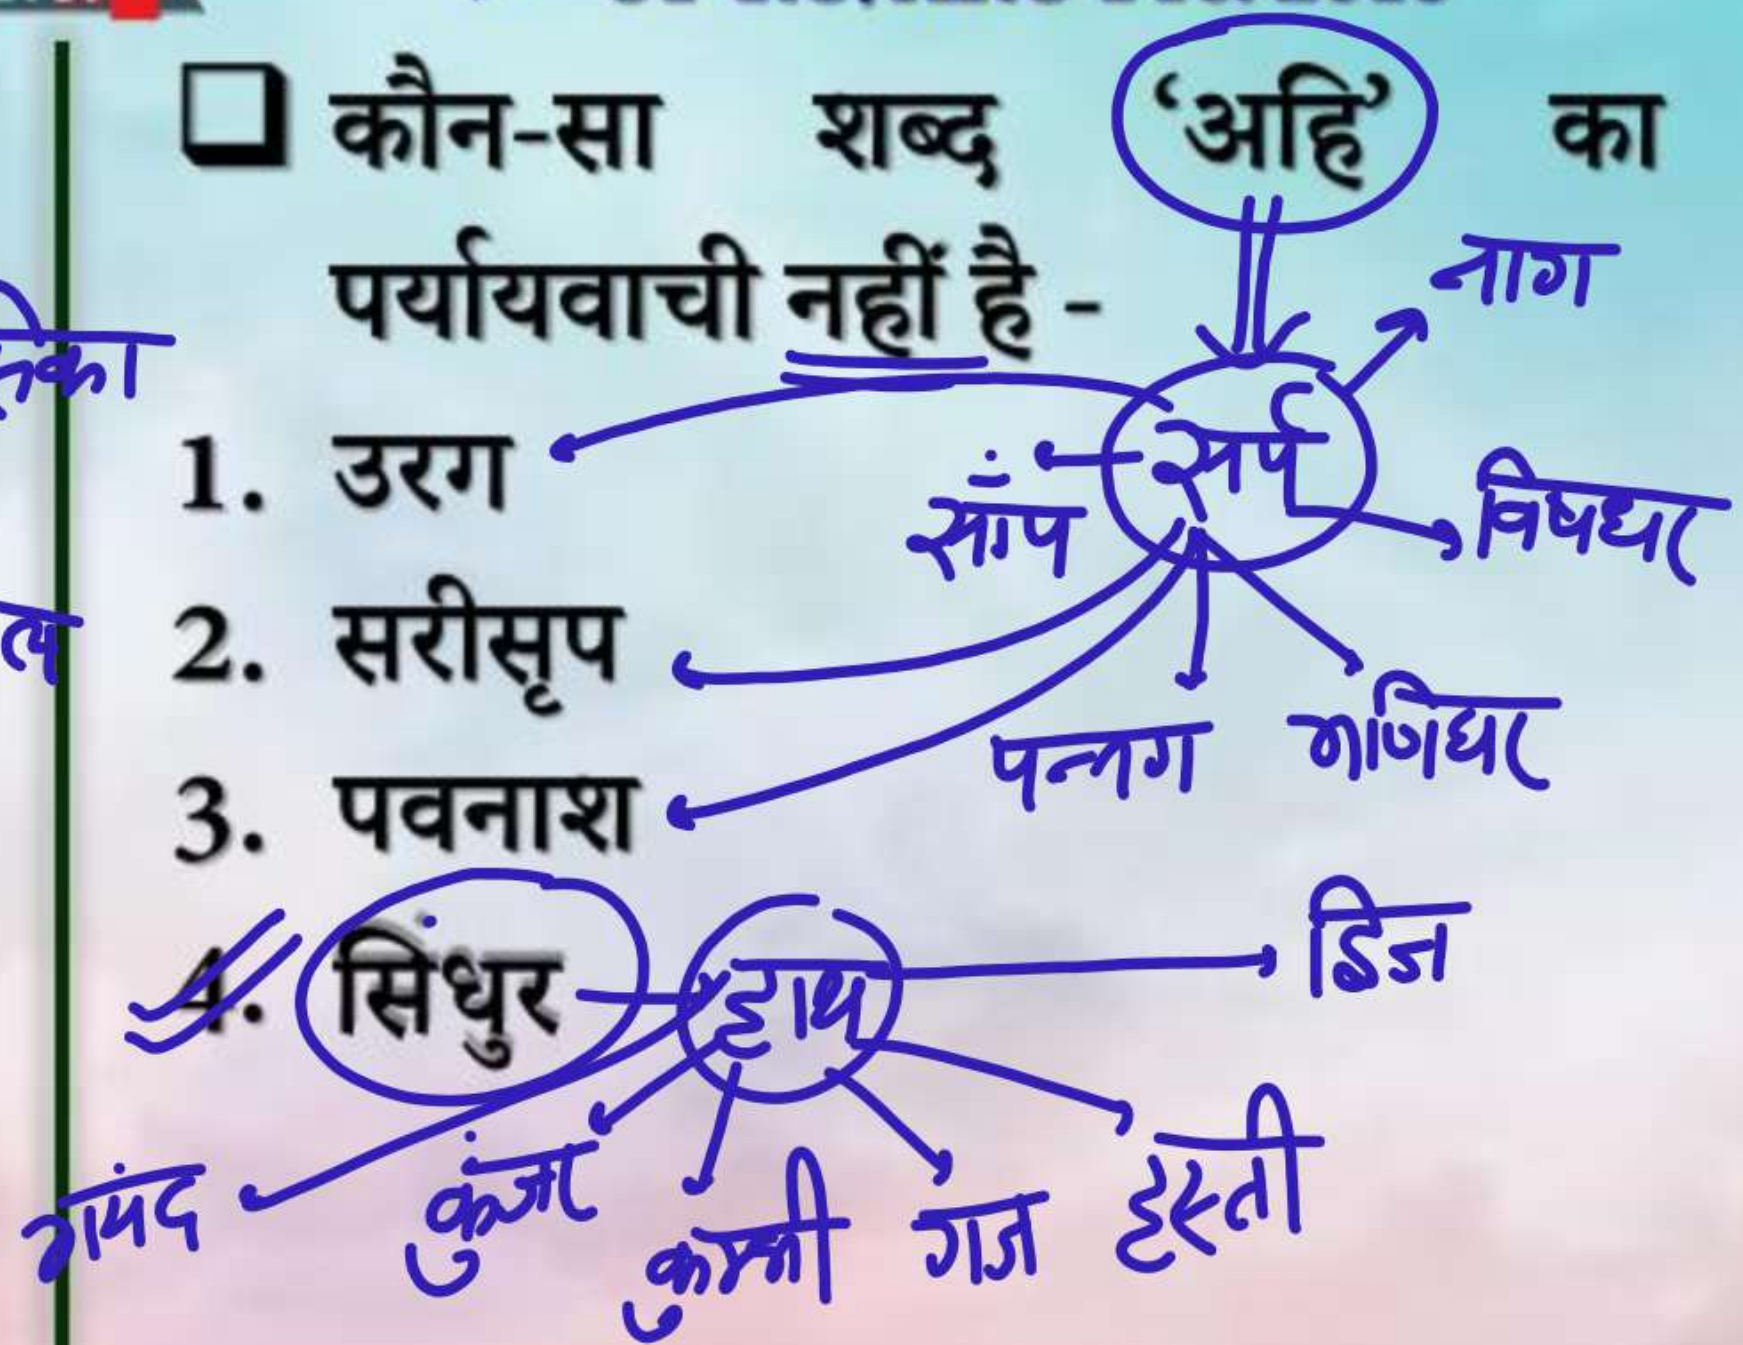 कौन-सा शब्द ‘अहि’ का
पर्यायवाची नहीं है -
नाग
1. उरग
सर्प
साँप
विषधर
2. सरीसृप
पन्नग मणिधर
3. पवनाश
4. सिंधुर
हाथ
द्विज
गयंद
कुंजर
कुम्भी
गज
हस्ती